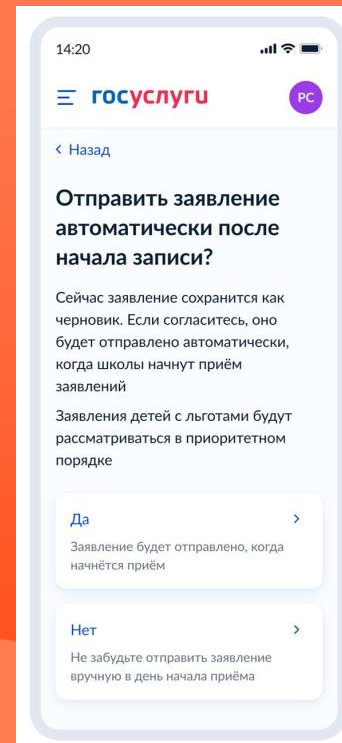 14:20
госуслуги
РС
Назад
Отправить заявление
автоматически после
начала записи?
Сейчас заявление сохранится как
черновик. Если согласитесь, оно
будет отправлено автоматически,
когда школы начнут приём
заявлений
Заявления детей с льготами будут
рассматриваться в приоритетном
порядке
Да
Заявление будет отправлено, когда
начнётся приём
Нет
Не забудьте отправить заявление
вручную в день начала приёма